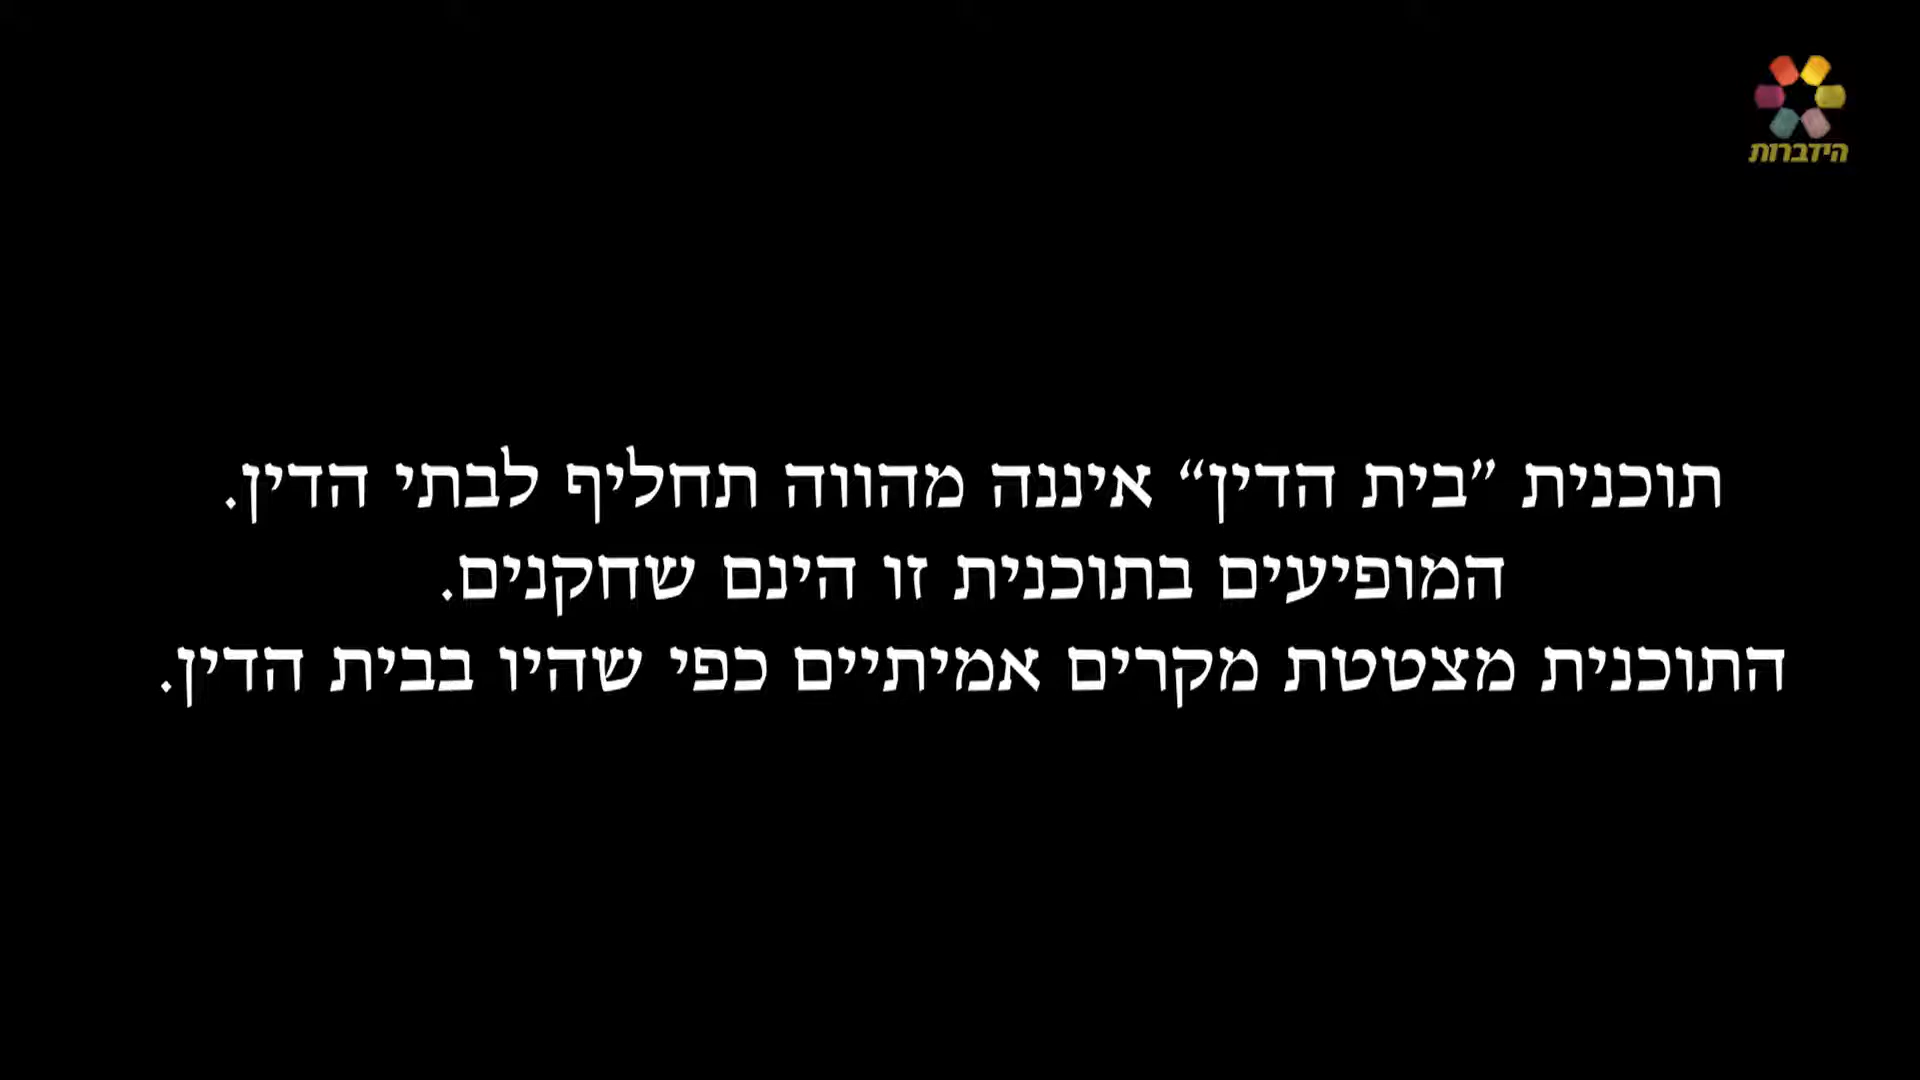 הידברות
תוכנית ״בית הדין״ איננה מהווה תחליף לבתי הדין.
המופיעים בתוכנית זו הינם שחקנים.
התוכנית מצטטת מקרים אמיתיים כפי שהיו בבית הדין.